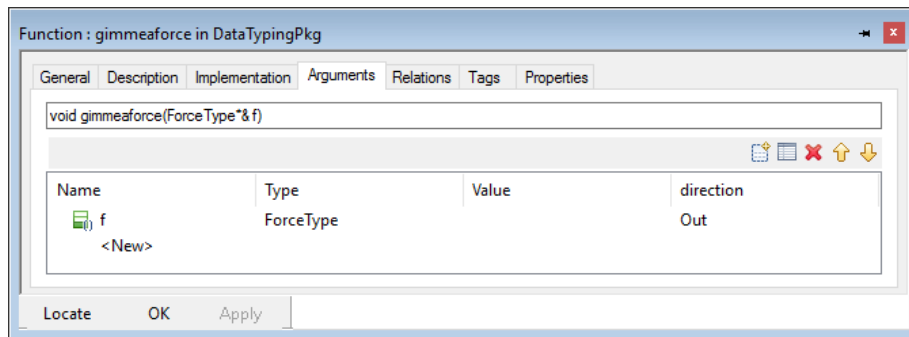 Function : gimmeaforce in DataTypingPkg
General Description Implementation Arguments Relations Tags Properties
void gimmeaforce(ForceType*& f)
Name Type Value direction
f ForceType Out
<New>
Locate OK Apply